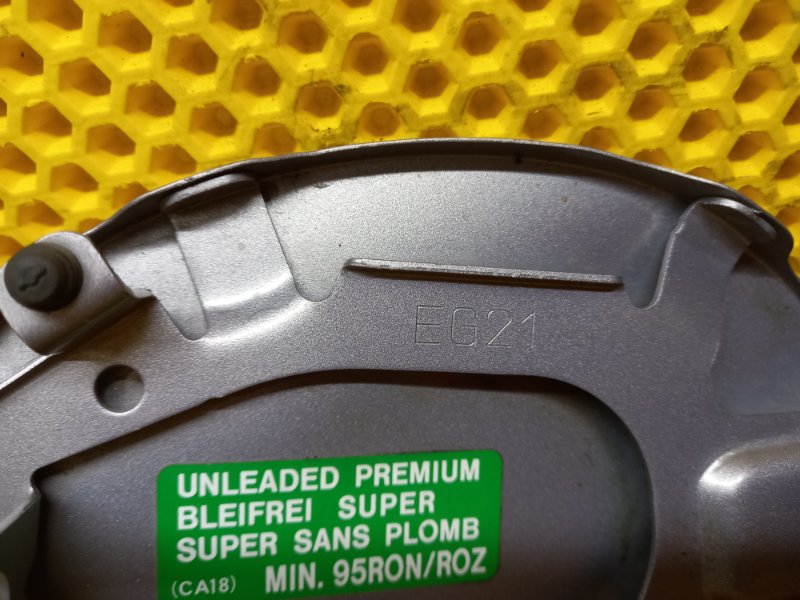 EG21
UNLEADED PREMIUM
BLEIFREI SUPER
SUPER SANS PLOMB
(CA18) MIN. 95RON/ROZ